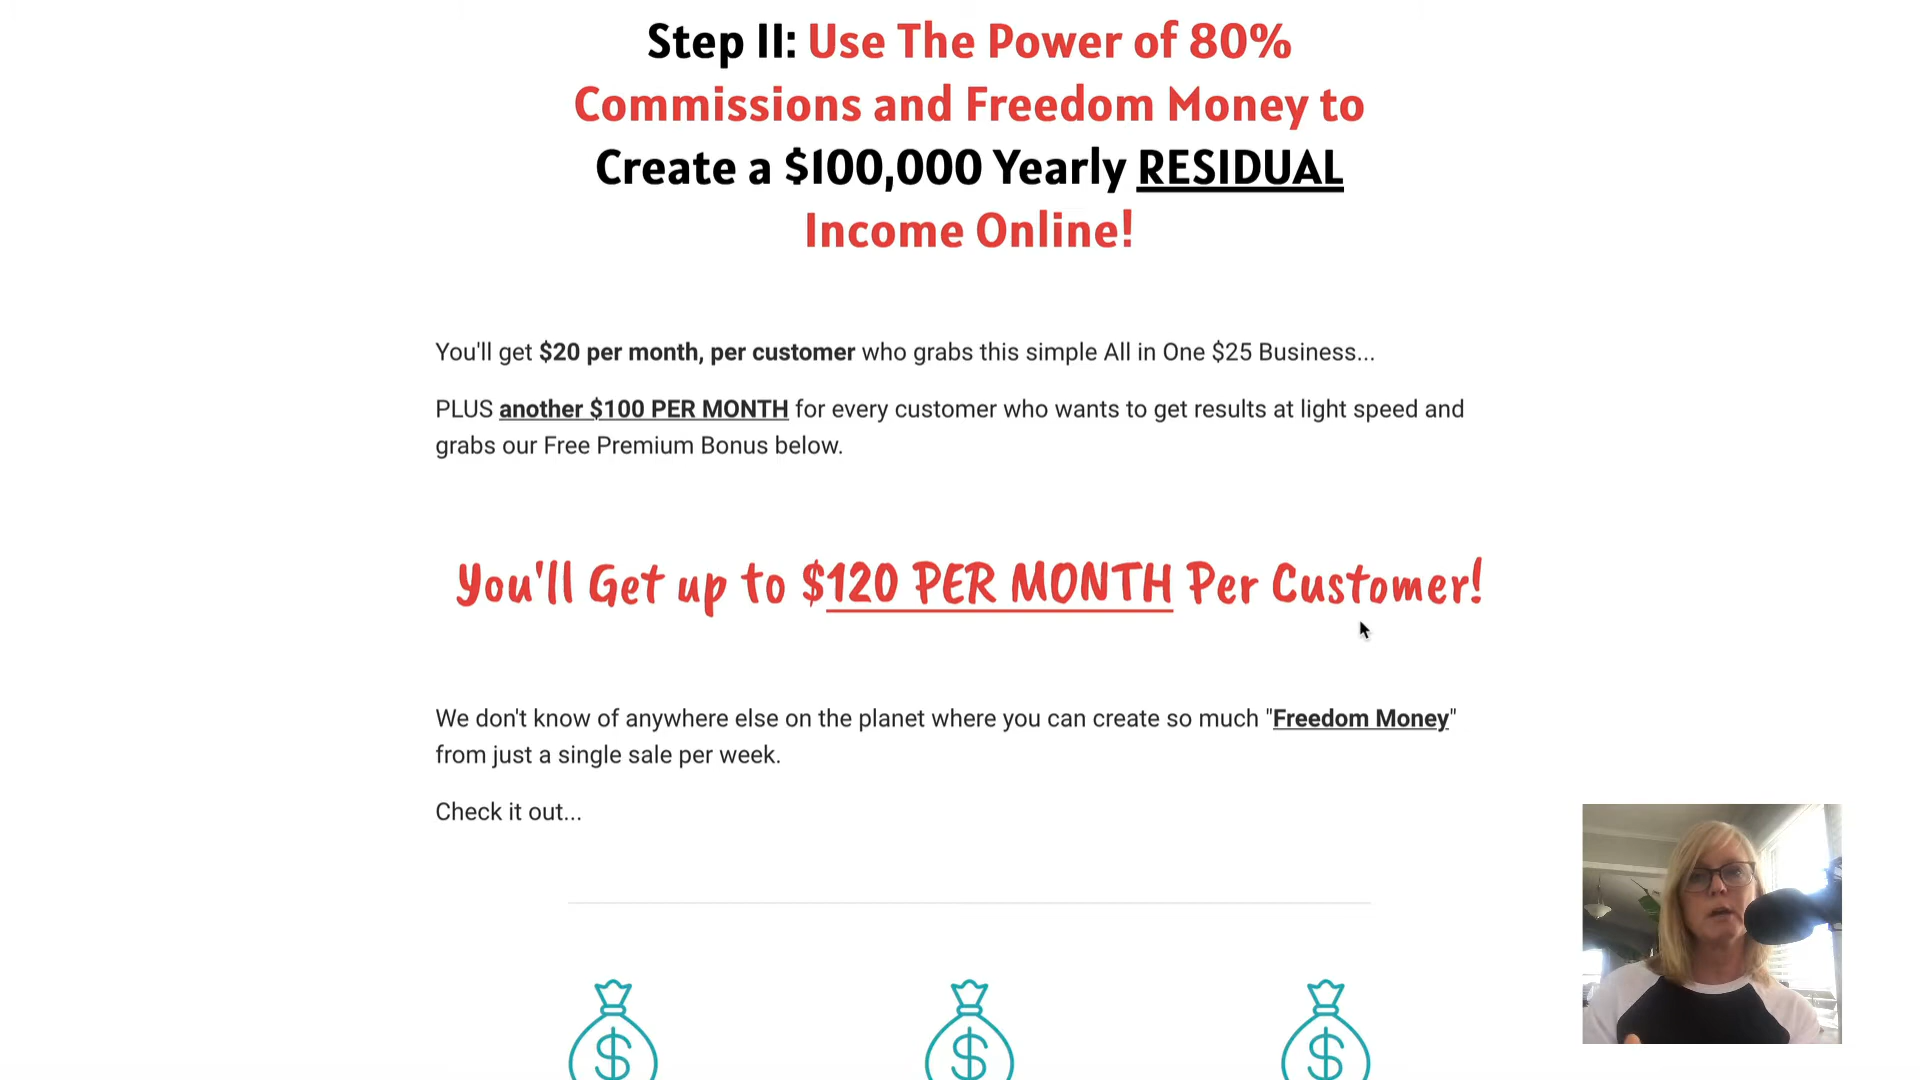 Step II: Use The Power of 80%
Commissions and Freedom Money to
Create a $100,000 Yearly RESIDUAL
Income Online!
You'll get $20 per month, per customer who grabs this simple All in One $25 Business...
PLUS another $100 PER MONTH for every customer who wants to get results at light speed and
grabs our Free Premium Bonus below.
You'll Get up to $120 PER MONTH Per Customer!
We don't know of anywhere else on the planet where you can create so much "Freedom Money"
from just a single sale per week.
Check it out...
$ $ $